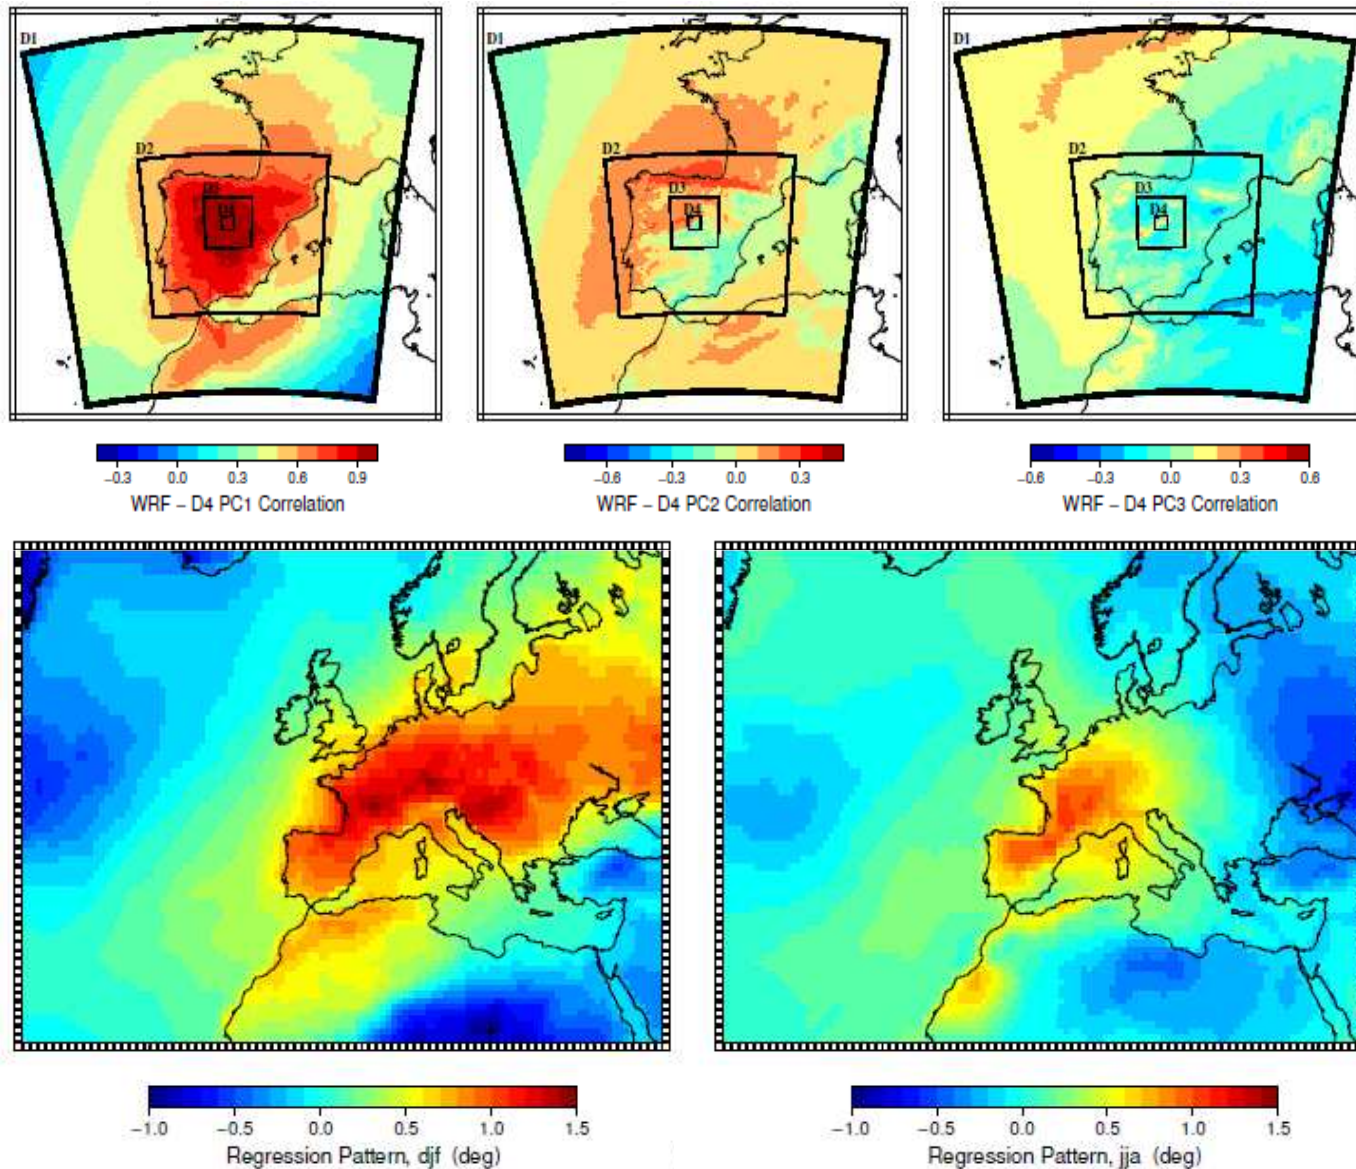 D1
D2
D3
D4
D1
D2
D3
D4
D1
D2
D3
D4
−0.3 0.0 0.3 0.6 0.9
WRF − D4 PC1 Correlation
−0.6 −0.3 0.0 0.3
WRF − D4 PC2 Correlation
−0.6 −0.3 0.0 0.3 0.6
WRF − D4 PC3 Correlation
−1.0 −0.5 0.0 0.5 1.0 1.5
Regression Pattern, djf (deg)
−1.0 −0.5 0.0 0.5 1.0 1.5
Regression Pattern, jja (deg)